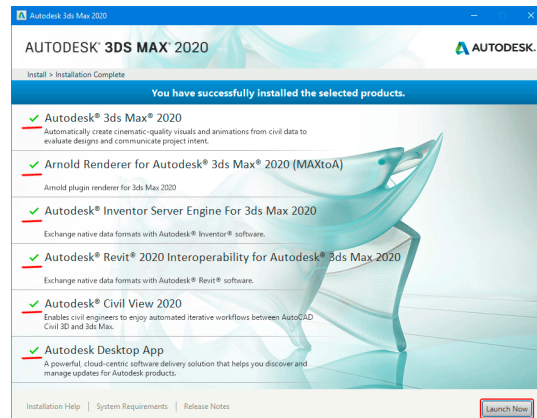 Autodesk 3ds Max 2020
AUTODESK® 3DS MAX® 2020
AUTODESK.
Install > Installation Complete
You have successfully installed the selected products.
Autodesk® 3ds Max® 2020
Automatically create cinematic-quality visuals and animations from civil data to
evaluate designs and communicate project intent.
Arnold Renderer for Autodesk® 3ds Max® 2020 (MAXtoA)
Arnold plugin renderer for 3ds Max 2020
Autodesk® Inventor Server Engine For 3ds Max 2020
Exchange native data formats with Autodesk® Inventor® software.
Autodesk® Revit® 2020 Interoperability for Autodesk® 3ds Max 2020
Exchange native data formats with Autodesk® Revit® software.
Autodesk® Civil View 2020
Enables civil engineers to enjoy automated iterative workflows between AutoCAD
Civil 3D and 3ds Max.
Autodesk Desktop App
A powerful, cloud-centric software delivery solution that helps you discover and
manage updates for Autodesk products.
Installation Help | System Requirements | Release Notes
Launch Now